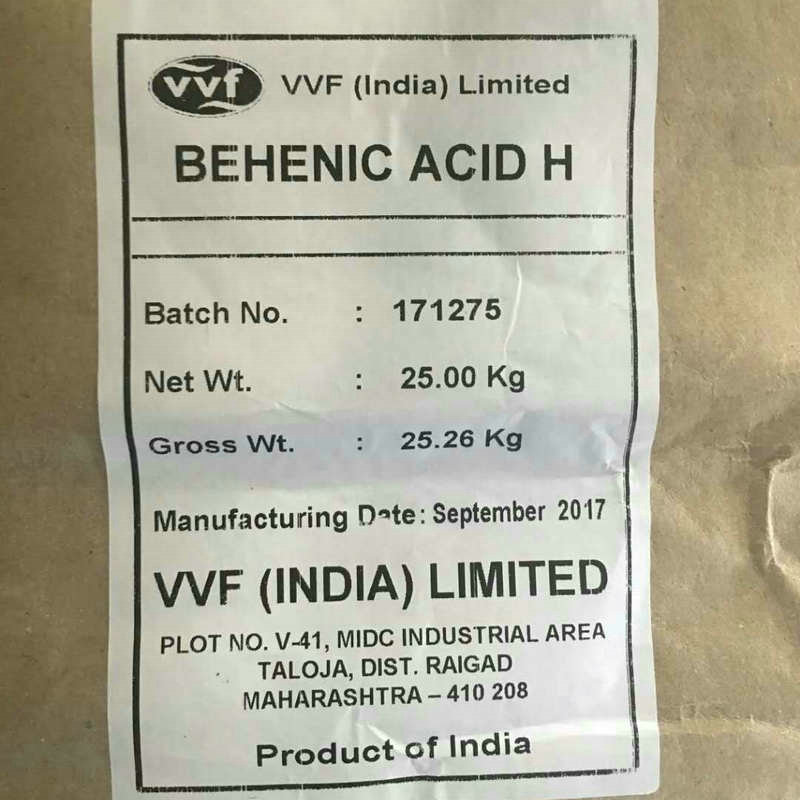 vvf VVF (India) Limited
BEHENIC ACID H
Batch No. : 171275
Net Wt. : 25.00 Kg
Gross Wt. : 25.26 Kg
Manufacturing Date: September 2017
VVF (INDIA) LIMITED
PLOT NO. V-41, MIDC INDUSTRIAL AREA
TALOJA, DIST. RAIGAD
MAHARASHTRA – 410 208
Product of India